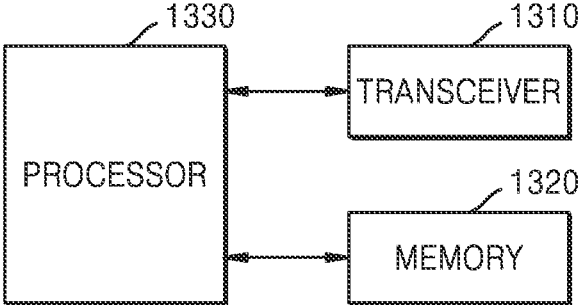 1330
1310
TRANSCEIVER
PROCESSOR
1320
MEMORY